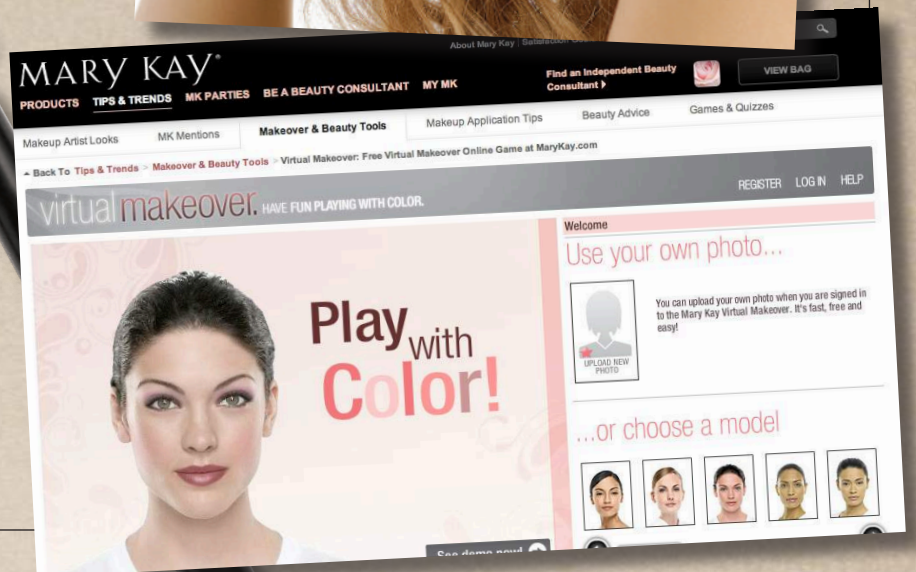 About Mary Kay | Satisfaction
MARY KAY®
Find an Independent Beauty
Consultant
VIEW BAG
PRODUCTS TIPS & TRENDS MK PARTIES BE A BEAUTY CONSULTANT MY MK
Makeup Artist Looks MK Mentions Makeover & Beauty Tools Makeup Application Tips Beauty Advice Games & Quizzes
Back To Tips & Trends > Makeover & Beauty Tools > Virtual Makeover: Free Virtual Makeover Online Game at MaryKay.com
virtual makeover. HAVE FUN PLAYING WITH COLOR.
REGISTER LOG IN HELP
Play
with
Color!
See demo now!
Welcome
Use your own photo...
You can upload your own photo when you are signed in
to the Mary Kay Virtual Makeover. It's fast, free and
easy!
UPLOAD NEW
PHOTO
...or choose a model